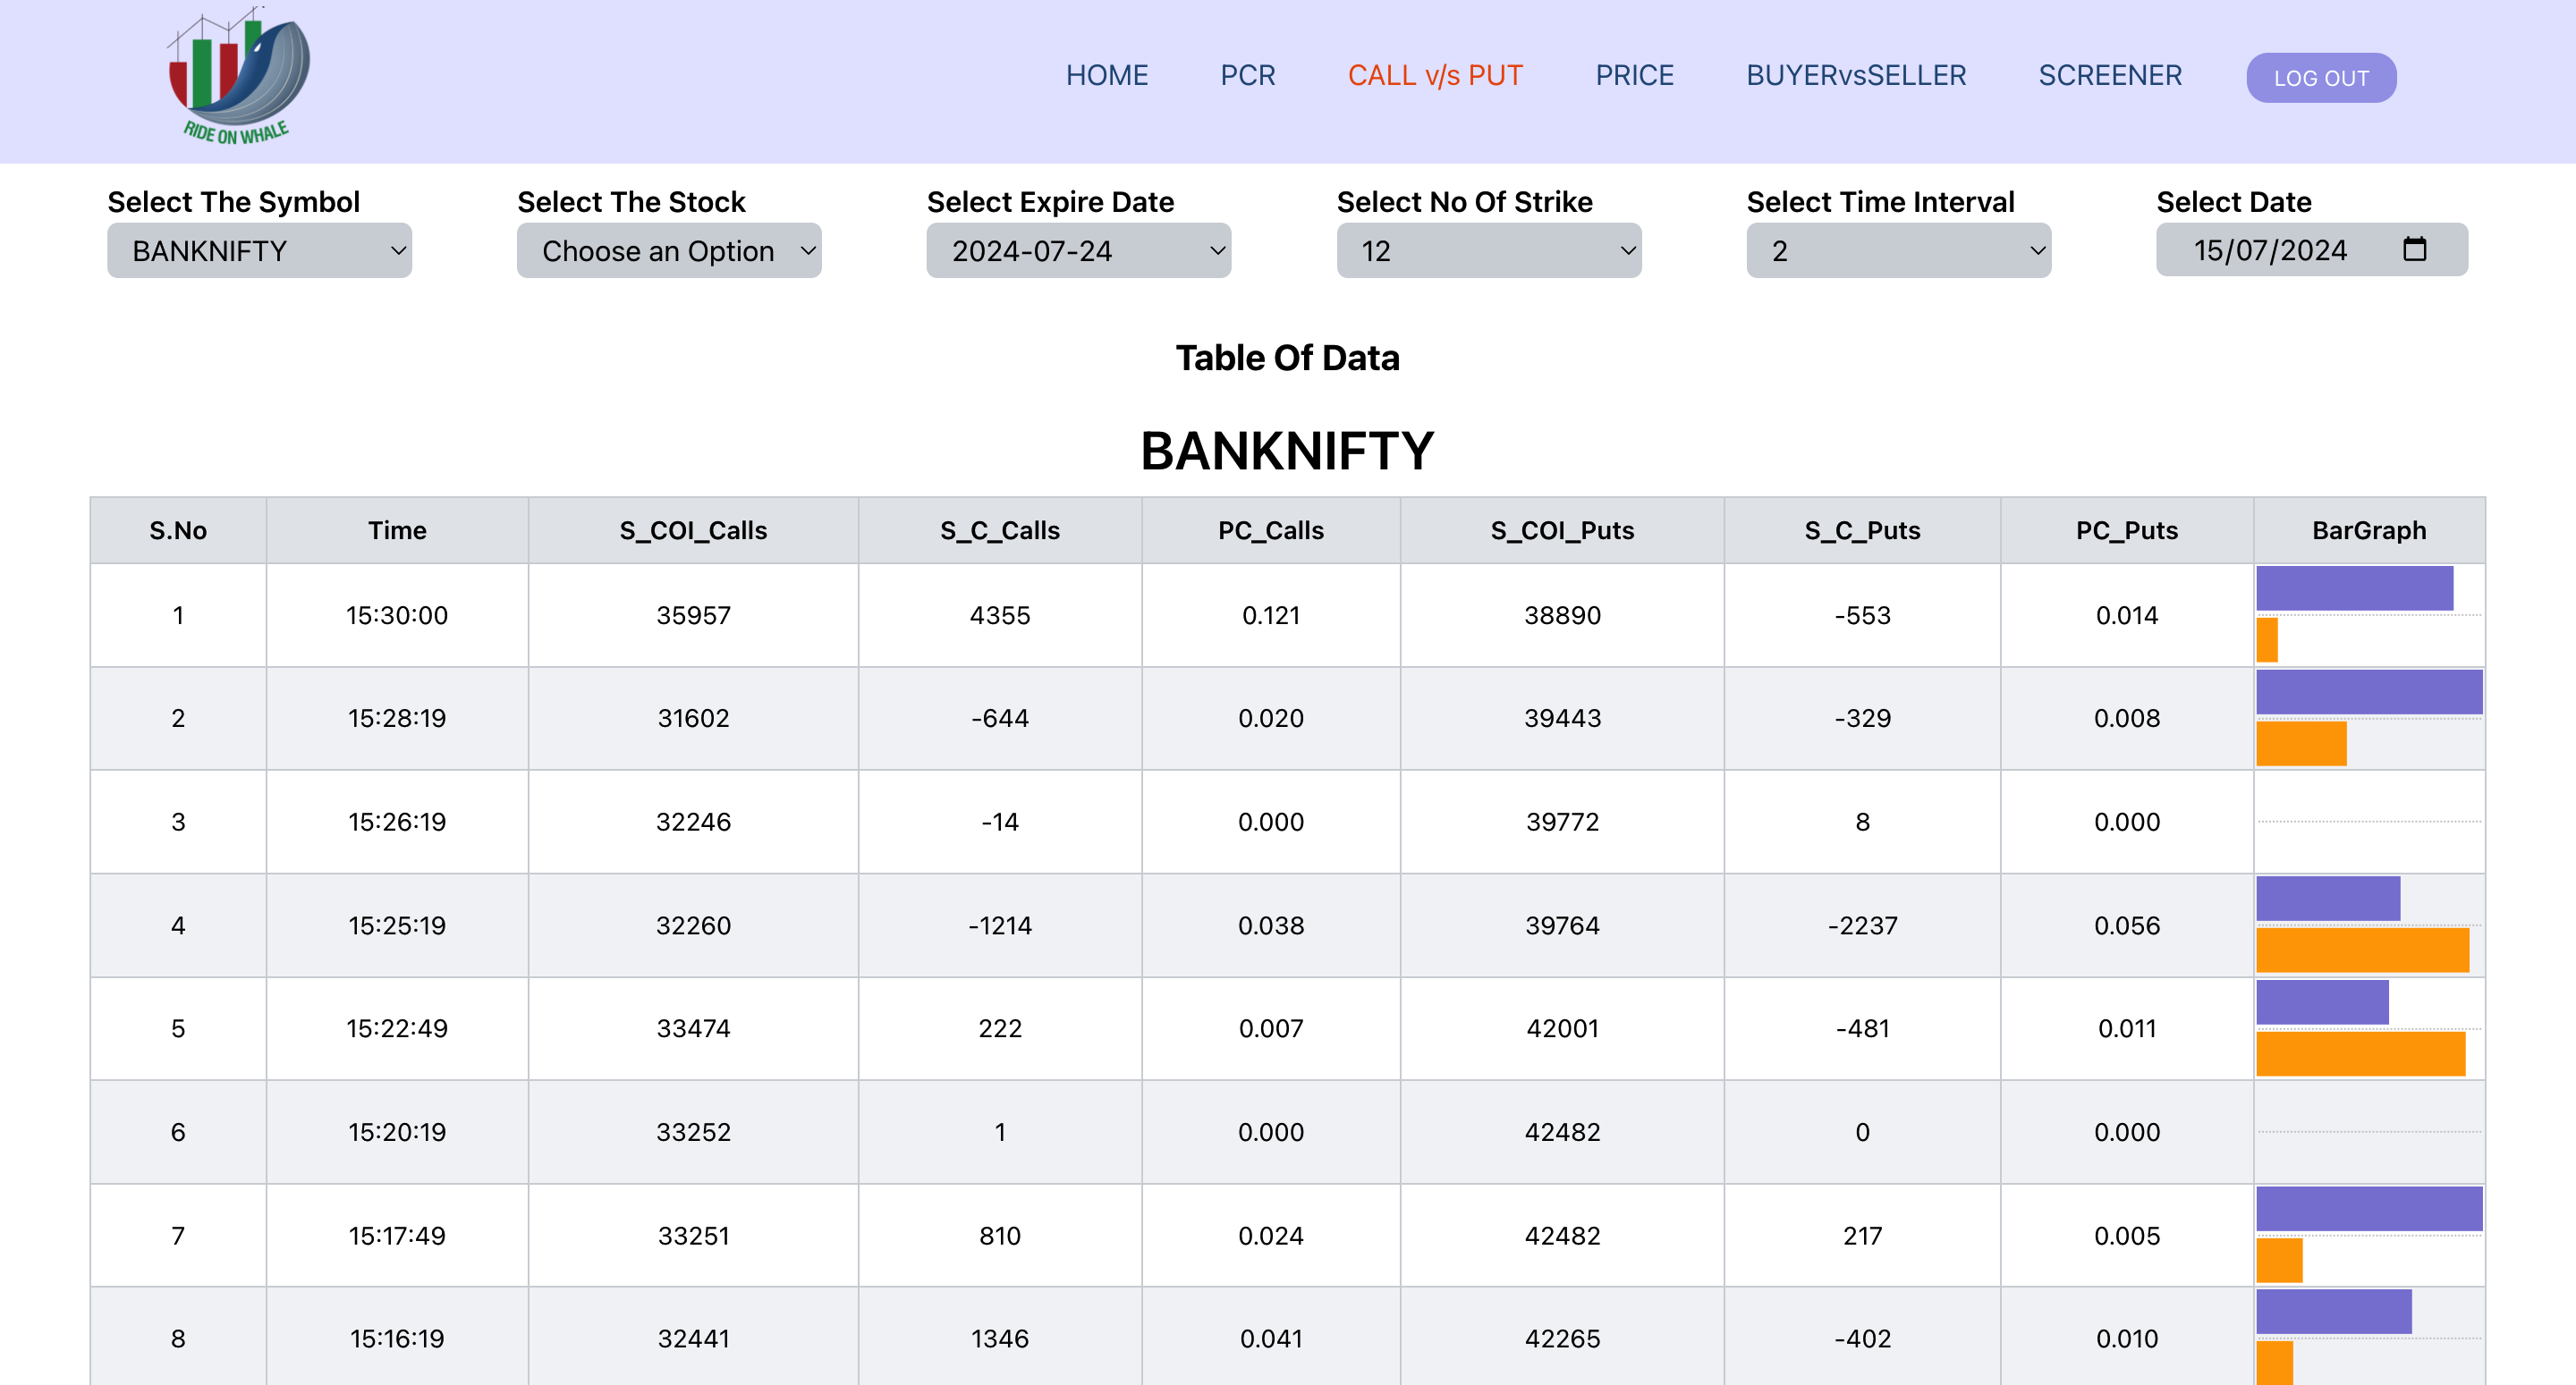 RIDE ON WHALE
HOME PCR CALL v/s PUT PRICE BUYERvsSELLER SCREENER LOG OUT
Select The Symbol Select The Stock Select Expire Date Select No Of Strike Select Time Interval Select Date
BANKNIFTY Choose an Option 2024-07-24 12 2 15/07/2024
Table Of Data
BANKNIFTY
S.No Time S_COI_Calls S_C_Calls PC_Calls S_COI_Puts S_C_Puts PC_Puts BarGraph
1 15:30:00 35957 4355 0.121 38890 -553 0.014
2 15:28:19 31602 -644 0.020 39443 -329 0.008
3 15:26:19 32246 -14 0.000 39772 8 0.000
4 15:25:19 32260 -1214 0.038 39764 -2237 0.056
5 15:22:49 33474 222 0.007 42001 -481 0.011
6 15:20:19 33252 1 0.000 42482 0 0.000
7 15:17:49 33251 810 0.024 42482 217 0.005
8 15:16:19 32441 1346 0.041 42265 -402 0.010